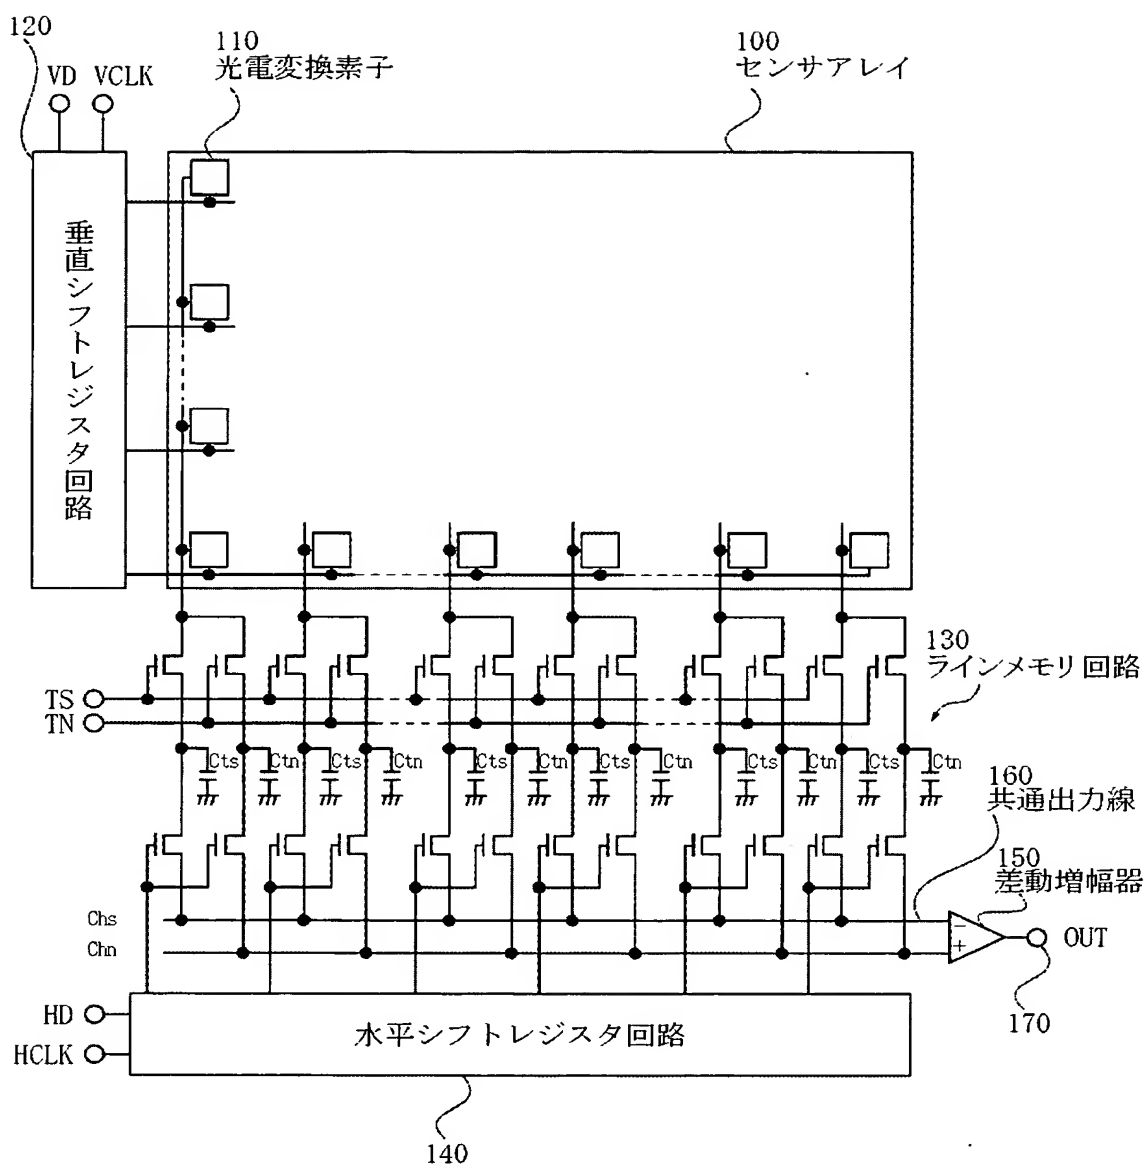 120
VD VCLK
110
光電変換素子
100
センサアレイ
垂直シフトレジスタ回路
TS
TN
130
ラインメモリ回路
Cts Ctn Cts Ctn Cts Ctn Cts Ctn Cts Ctn Cts Ctn
160
共通出力線
150
差動増幅器
Chs
Chn
−
+
OUT
170
HD
HCLK
水平シフトレジスタ回路
140